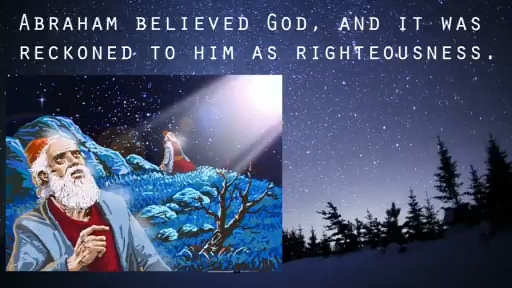 Abraham believed God, and it was
reckoned to him as righteousness.